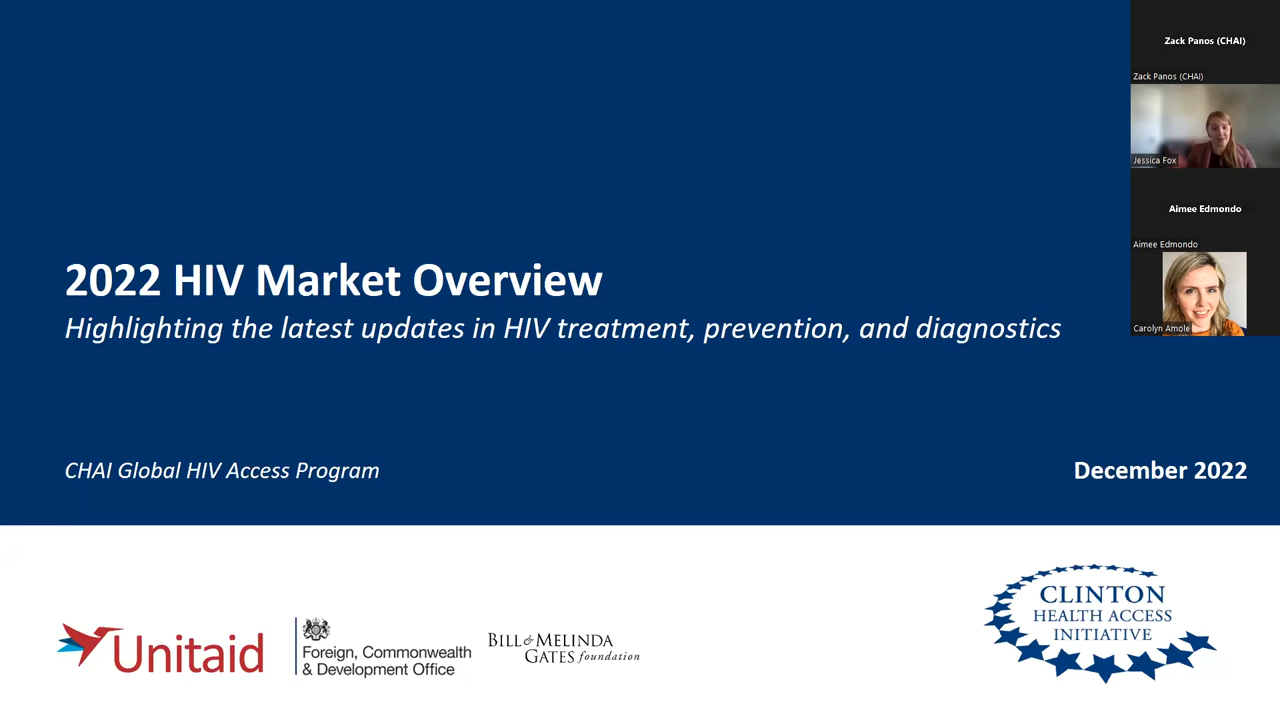 Zack Panos (CHAI)
Zack Panos (CHAI)
Jessica Fox
Aimee Edmondo
Aimee Edmondo
Carolyn Amole
2022 HIV Market Overview
Highlighting the latest updates in HIV treatment, prevention, and diagnostics
CHAI Global HIV Access Program
December 2022
Unitaid
Foreign, Commonwealth
& Development Office
BILL & MELINDA
GATES foundation
CLINTON
HEALTH ACCESS
INITIATIVE